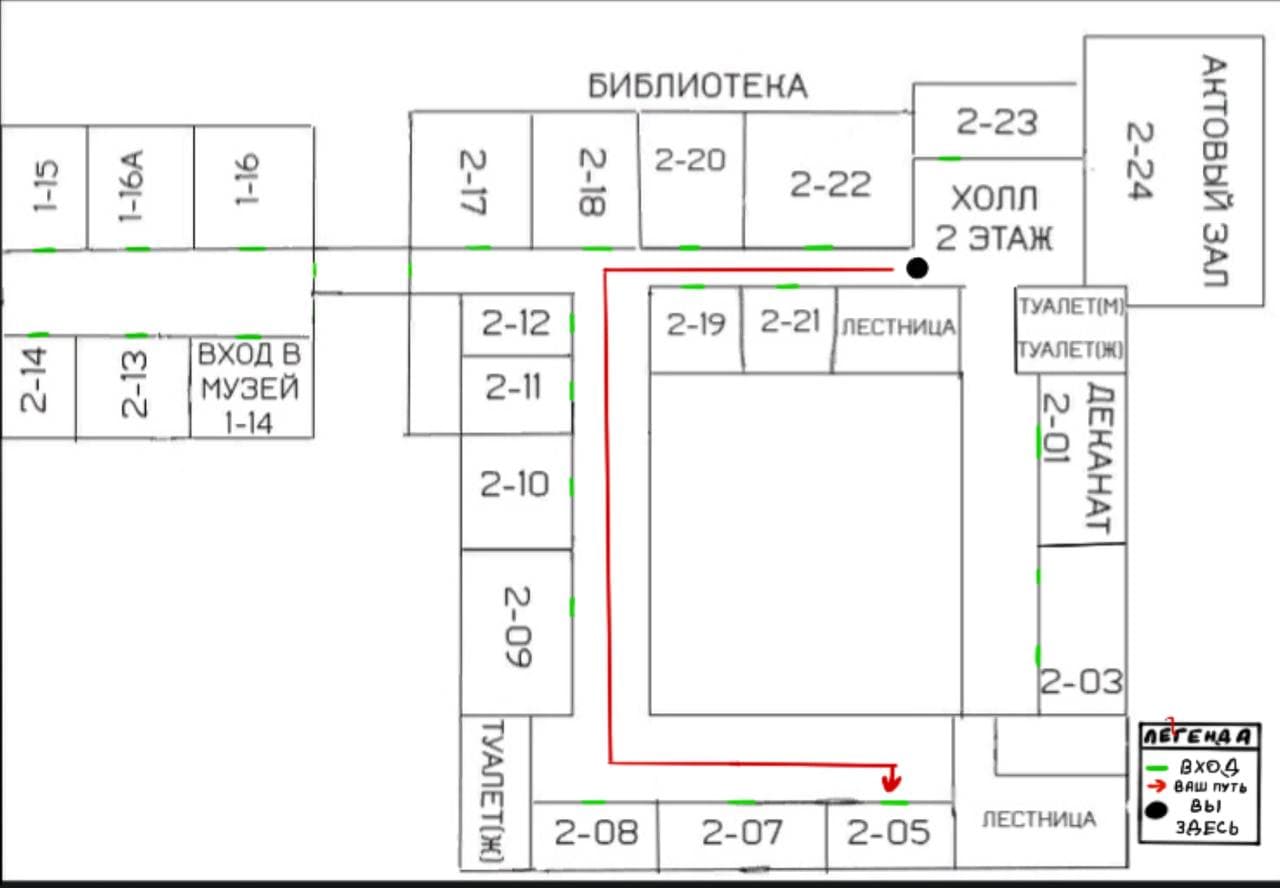 БИБЛИОТЕКА
2-23
АКТОВЫЙ ЗАЛ
2-24
1-15
1-16А
1-16
2-17
2-18
2-20
2-22
ХОЛЛ
2 ЭТАЖ
2-12
2-19
2-21
ЛЕСТНИЦА
ТУАЛЕТ(М)
ТУАЛЕТ(Ж)
2-14
2-13
ВХОД В
МУЗЕЙ
1-14
2-11
ДЕКАНАТ
2-01
2-10
2-09
2-03
ТУАЛЕТ(Ж)
2-08
2-07
2-05
ЛЕСТНИЦА
ЛЕГЕНДА
ВХОД
ВАШ ПУТЬ
ВЫ
ЗДЕСЬ